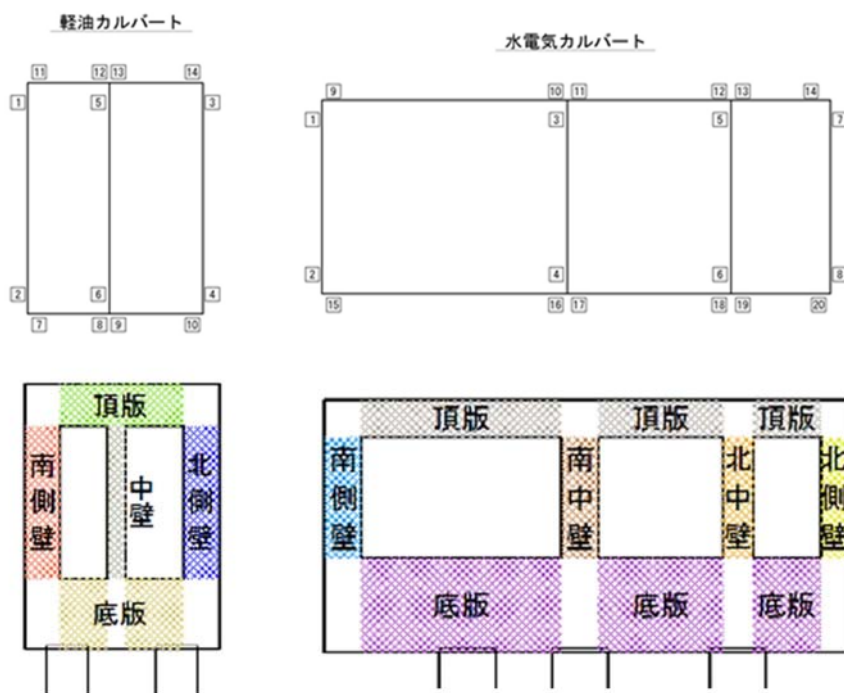 軽油カルバート
水電気カルバート
11 12 13 14
1 5 3
2 6 4
7 8 9 10
9 10 11 12 13 14
1 3 5 7
2 4 6 8
15 16 17 18 19 20
頂版
南側壁
中壁
北側壁
底版
頂版 頂版 頂版
南側壁
南中壁
北中壁
北側壁
底版 底版 底版